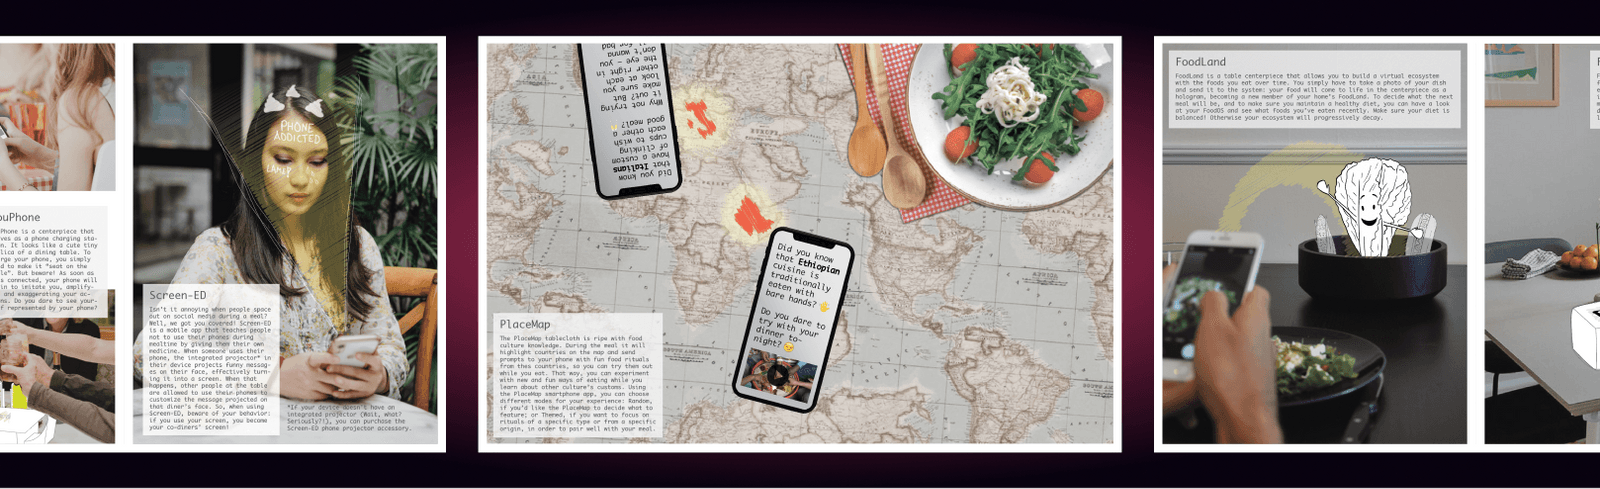 ouPhone
Phone is a centerpiece that
ves as a phone charging sta-
n. It looks like a cute tiny
lica of a dining table. To
rge your phone, you simply
d to make it "seat on the
le". But beware! As soon as
s connected, your phone will
in to imitate you, amplify-
and exaggerating your ac-
ns. Do you dare to see your-
f represented by your phone?
PHONE
ADDICTED
LAMP
Screen-ED
Isn't it annoying when people space
out on social media during a meal?
Well, we got you covered! Screen-ED
is a mobile app that teaches people
not to use their phones during
mealtime by giving them their own
medicine. When someone uses their
phone, the integrated projector* in
their device projects funny messag-
es on their face, effectively turn-
ing it into a screen. When that
happens, other people at the table
are allowed to use their phones to
customize the message projected on
that diner's face. So, when using
Screen-ED, beware of your behavior:
if you use your screen, you become
your co-diners' screen!
*If your device doesn't have an
integrated projector (Wait, what?
Seriously?!), you can purchase the
Screen-ED phone projector accessory.
Did you know
that Italians
have a custom
of clinking of
cups to wish
each other a
good meal?
Why not trying
it out? But
look at each
other right in
the eye – you
don't wanna
Did you know
that Ethiopian
cuisine is
traditionally
eaten with
bare hands? 👋
Do you dare to
try with your
dinner to-
night? 😏
AFRICA
PlaceMap
The PlaceMap tablecloth is ripe with food
culture knowledge. During the meal it will
highlight countries on the map and send
prompts to your phone with fun food rituals
from thes countries, so you can try them out
while you eat. That way, you can experiment
with new and fun ways of eating while you
learn about other culture's customs. Using
the PlaceMap smartphone app, you can choose
different modes for your experience: Random,
if you'd like the PlaceMap to decide what to
feature; or Themed, if you want to focus on
rituals of a specific type or from a specific
origin, in order to pair well with your meal.
FoodLand
FoodLand is a table centerpiece that allows you to build a virtual ecosystem
with the foods you eat over time. You simply have to take a photo of your dish
and send it to the system: your food will come to life in the centerpiece as a
hologram, becoming a new member of your home's FoodLand. To decide what the next
meal will be, and to make sure you maintain a healthy diet, you can have a look
at your FoodOS and see what foods you've eaten recently. Make sure your diet is
balanced! Otherwise your ecosystem will progressively decay.